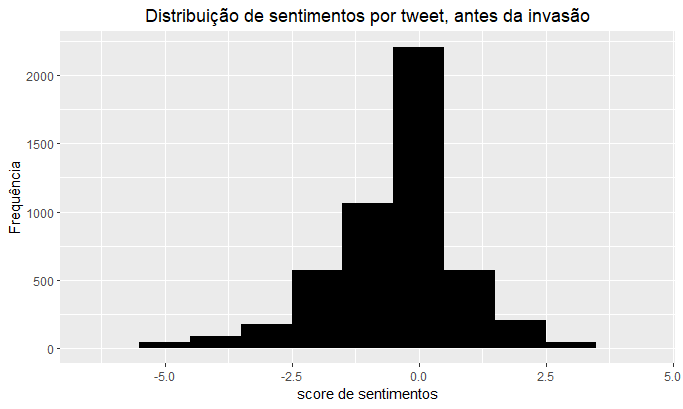 Distribuição de sentimentos por tweet, antes da invasão
Frequência
2000
1500
1000
500
0
-5.0 -2.5 0.0 2.5 5.0
score de sentimentos